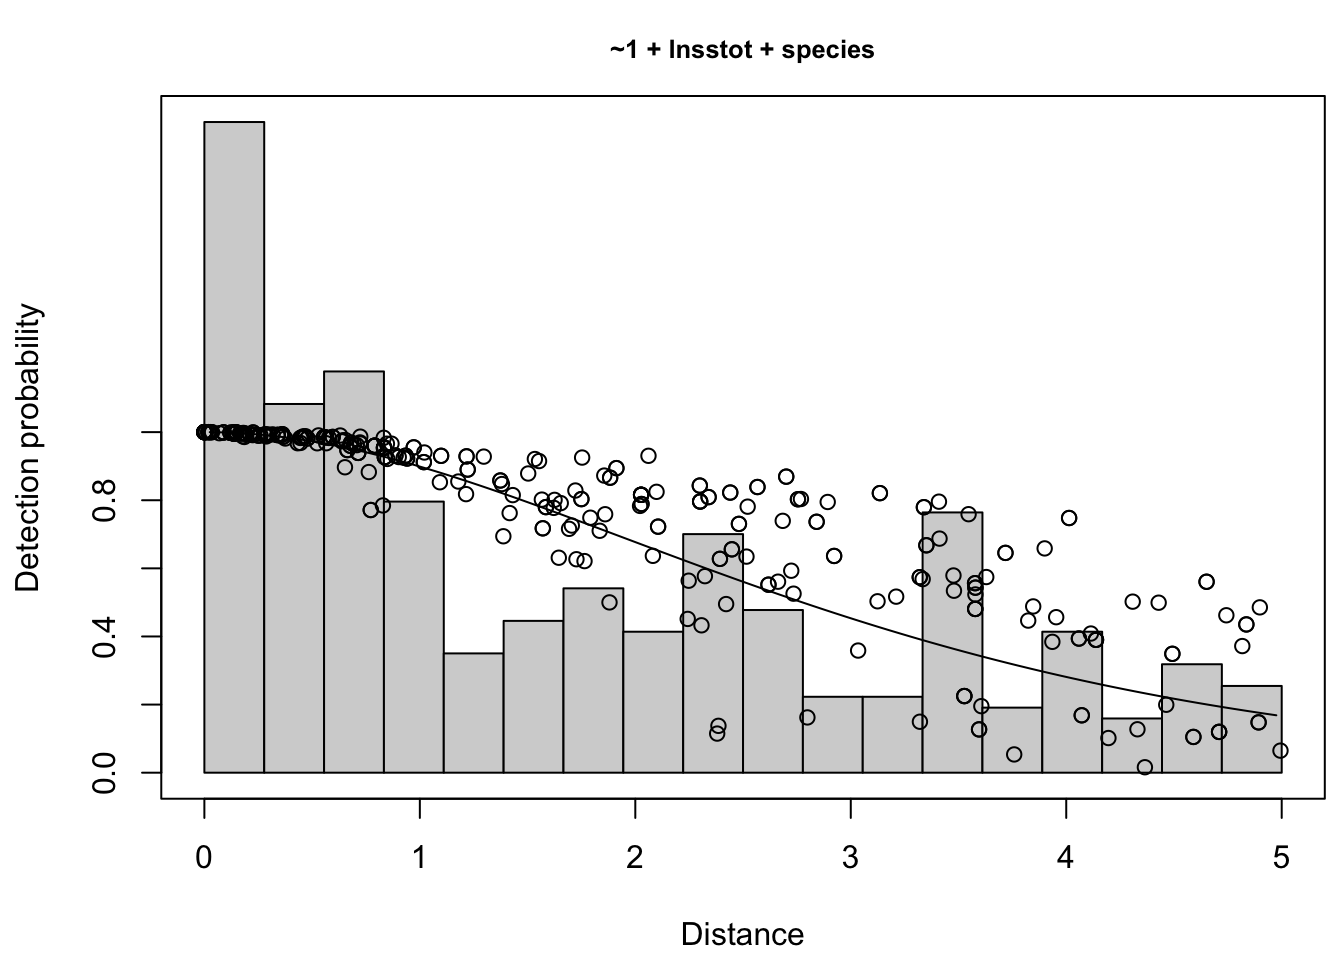 ~1 + lnsstot + species
Detection probability
0.8
0.4
0.0
0 1 2 3 4 5
Distance